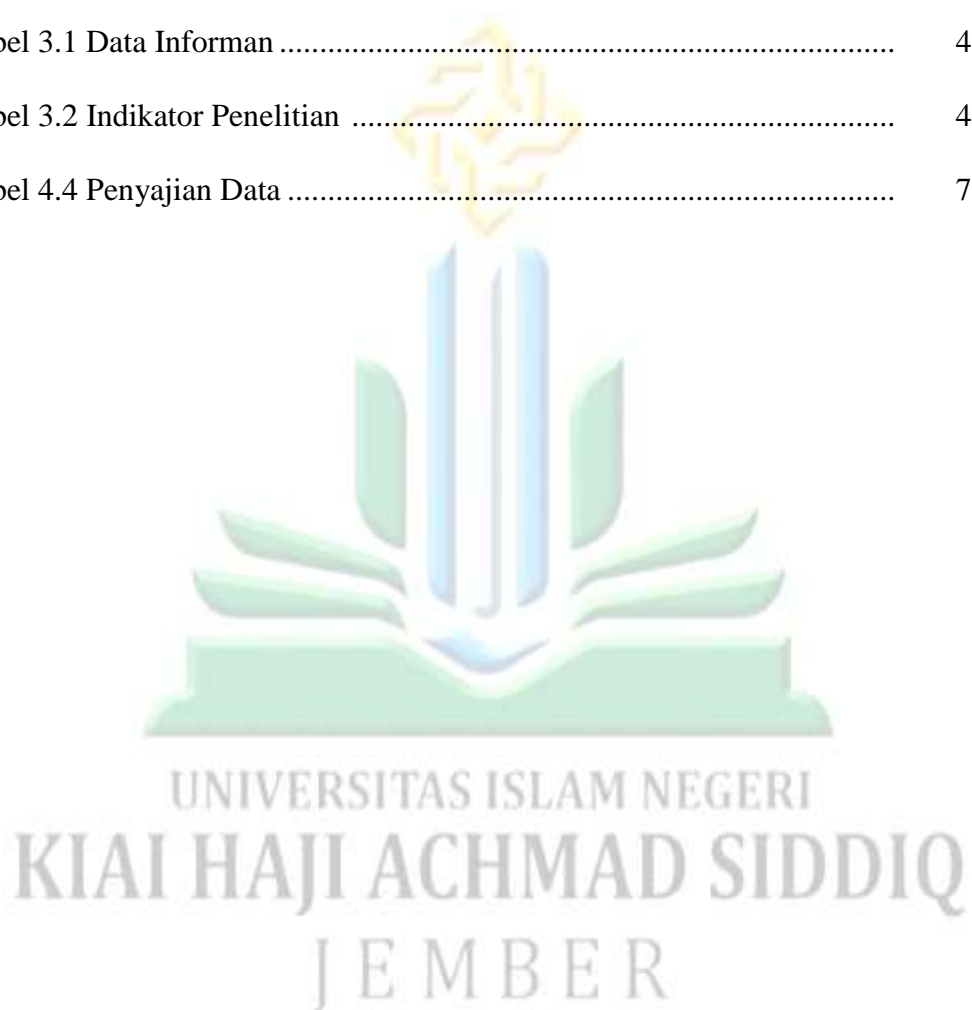 bel 3.1 Data Informan ............................................................................ 4
bel 3.2 Indikator Penelitian ................................................................... 4
bel 4.4 Penyajian Data ........................................................................... 7
UNIVERSITAS ISLAM NEGERI
KIAI HAJI ACHMAD SIDDIQ
JEMBER